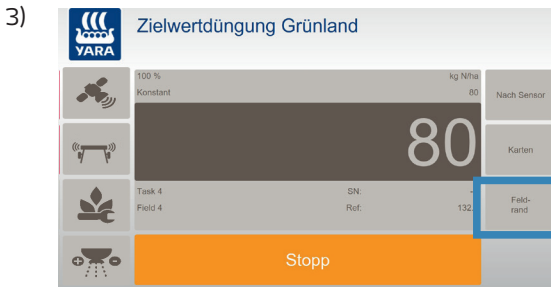 3)
YARA
Zielwertdüngung Grünland
100 %
kg N/ha
Konstant
80
Nach Sensor
80
Karten
Task 4
SN:
-
Field 4
Ref:
132.
Feld-
rand
Stopp